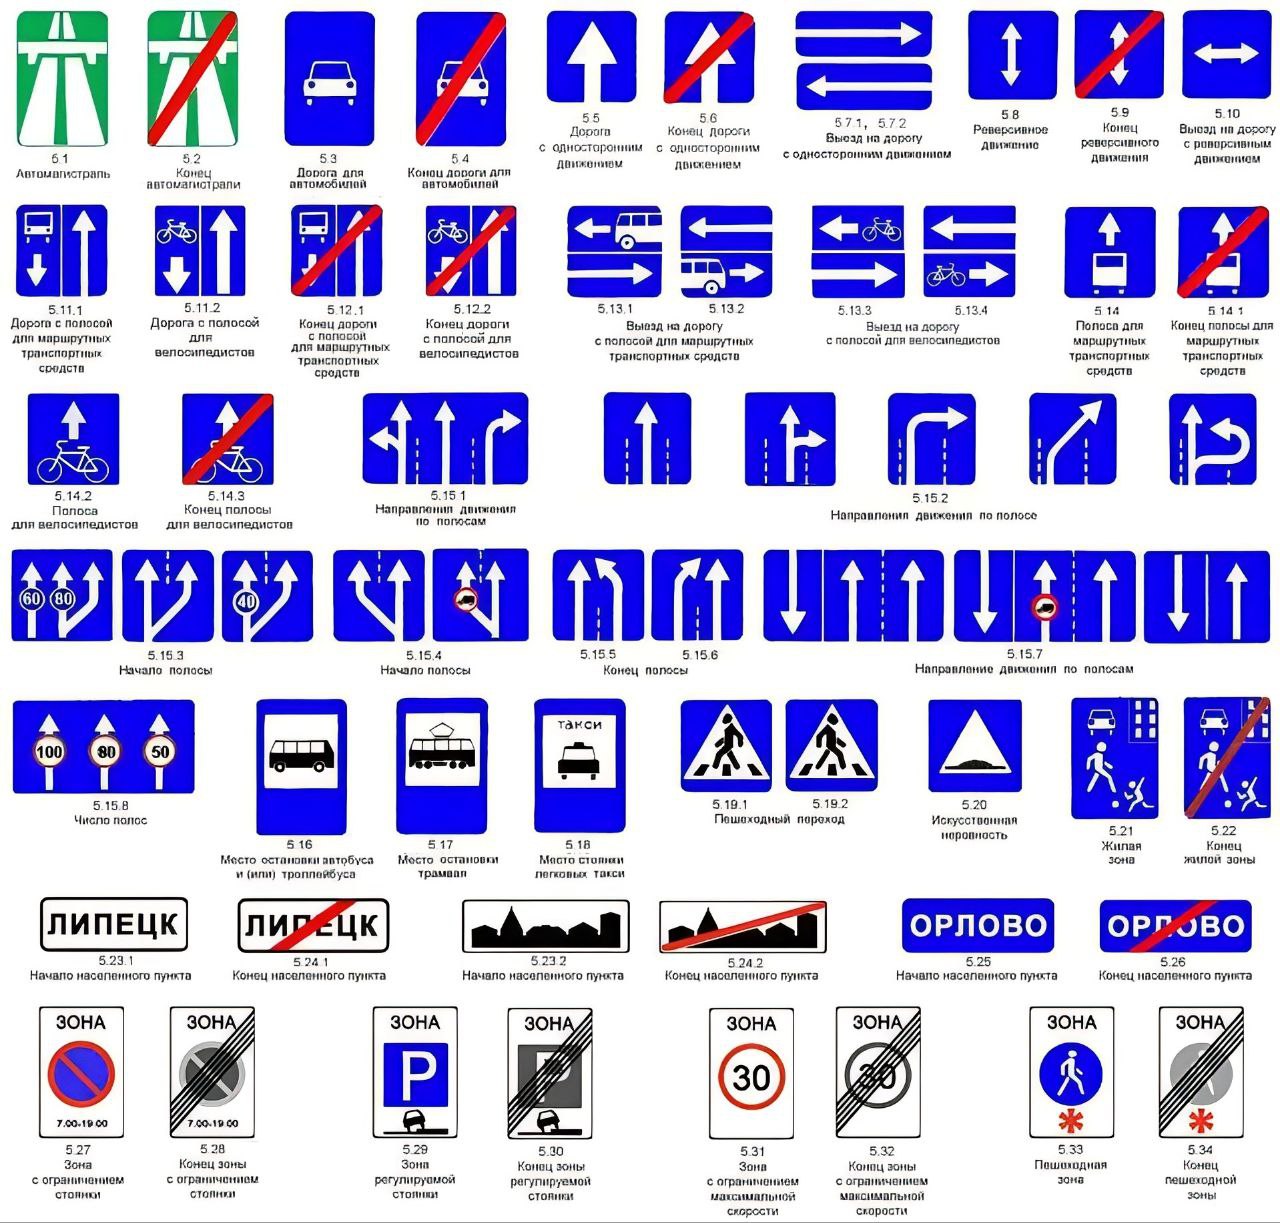 5.1
Автомагистраль
5.2
Конец
автомагистрали
5.3
Дорога для
автомобилей
5.4
Конец дороги для
автомобилей
5.5
Дорога
с односторонним
движением
5.6
Конец дороги
с односторонним
движением
5.7.1, 5.7.2
Выезд на дорогу
с односторонним движением
5.8
Реверсивное
движение
5.9
Конец
реверсивного
движения
5.10
Выезд на дорогу
с реверсивным
движением
5.11.1
Дорога с полосой
для маршрутных
транспортных
средств
5.11.2
Дорога с полосой
для
велосипедистов
5.12.1
Конец дороги
с полосой
для маршрутных
транспортных
средств
5.12.2
Конец дороги
с полосой для
велосипедистов
5.13.1
5.13.2
Выезд на дорогу
с полосой для маршрутных
транспортных средств
5.13.3
5.13.4
Выезд на дорогу
с полосой для велосипедистов
5.14
Полоса для
маршрутных
транспортных
средств
5.14.1
Конец полосы для
маршрутных
транспортных
средств
5.14.2
Полоса
для велосипедистов
5.14.3
Конец полосы
для велосипедистов
5.15.1
Направления движения
по полосам
5.15.2
Направления движения по полосе
60
80
40
5.15.3
Начало полосы
5.15.4
Начало полосы
5.15.5
5.15.6
Конец полосы
5.15.7
Направление движения по полосам
100
80
50
5.15.8
Число полос
5.16
Место остановки автобуса
и (или) троллейбуса
5.17
Место остановки
трамвая
такси
5.18
Место стоянки
легковых такси
5.19.1
5.19.2
Пешеходный переход
5.20
Искусственная
неровность
5.21
Жилая
зона
5.22
Конец
жилой зоны
ЛИПЕЦК
5.23.1
Начало населенного пункта
ЛИПЕЦК
5.24.1
Конец населенного пункта
5.23.2
Начало населенного пункта
5.24.2
Конец населенного пункта
ОРЛОВО
5.25
Начало населенного пункта
ОРЛОВО
5.26
Конец населенного пункта
ЗОНА
7.00-19.00
5.27
Зона
с ограничением
стоянки
ЗОНА
7.00-19.00
5.28
Конец зоны
с ограничением
стоянки
ЗОНА
P
5.29
Зона
регулируемой
стоянки
ЗОНА
P
5.30
Конец зоны
регулируемой
стоянки
ЗОНА
30
5.31
Зона
с ограничением
максимальной
скорости
ЗОНА
30
5.32
Конец зоны
с ограничением
максимальной
скорости
ЗОНА
5.33
Пешеходная
зона
ЗОНА
5.34
Конец
пешеходной
зоны